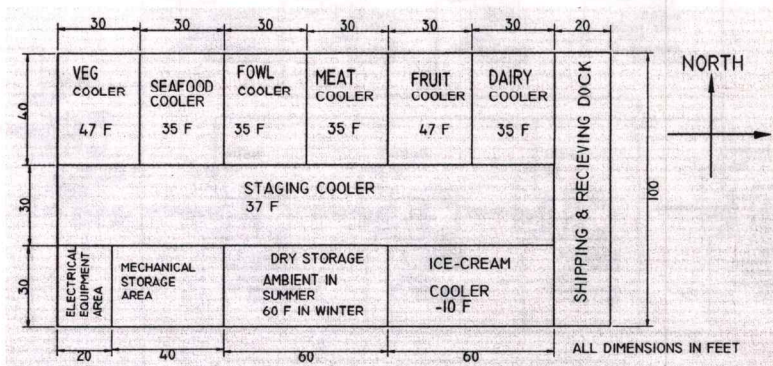 30 30 30 30 30 30 20
VEG
COOLER
47 F
SEAFOOD
COOLER
35 F
FOWL
COOLER
35 F
MEAT
COOLER
35 F
FRUIT
COOLER
47 F
DAIRY
COOLER
35 F
SHIPPING & RECIEVING DOCK
NORTH
40
30
30
100
STAGING COOLER
37 F
ELECTRICAL
EQUIPMENT
AREA
MECHANICAL
STORAGE
AREA
DRY STORAGE
AMBIENT IN
SUMMER
60 F IN WINTER
ICE-CREAM
COOLER
-10 F
20 40 60 60
ALL DIMENSIONS IN FEET